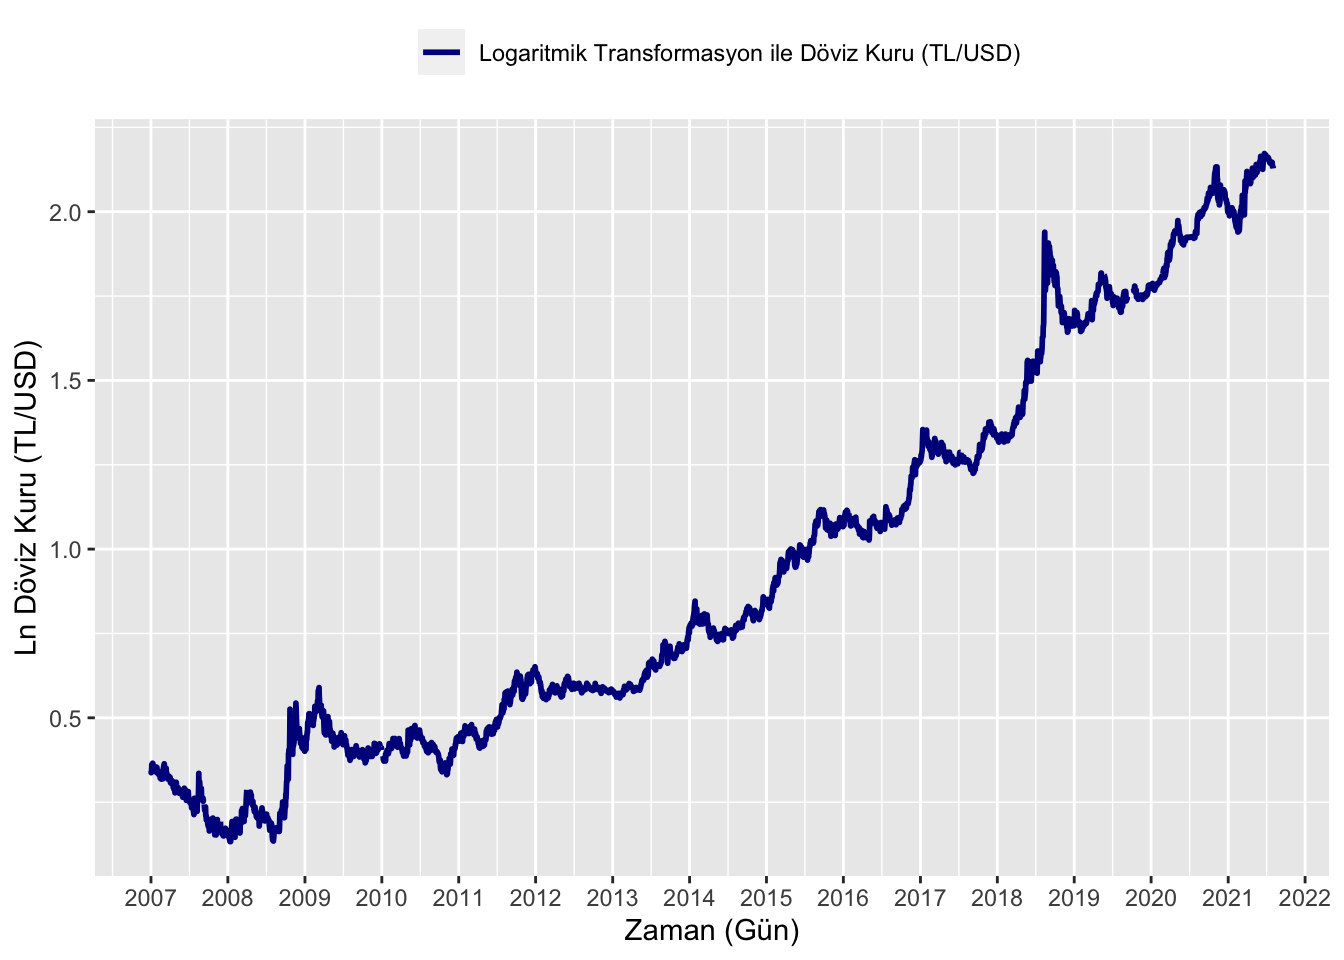 Logaritmik Transformasyon ile Döviz Kuru (TL/USD)
Ln Döviz Kuru (TL/USD)
2.0
1.5
1.0
0.5
2007 2008 2009 2010 2011 2012 2013 2014 2015 2016 2017 2018 2019 2020 2021 2022
Zaman (Gün)